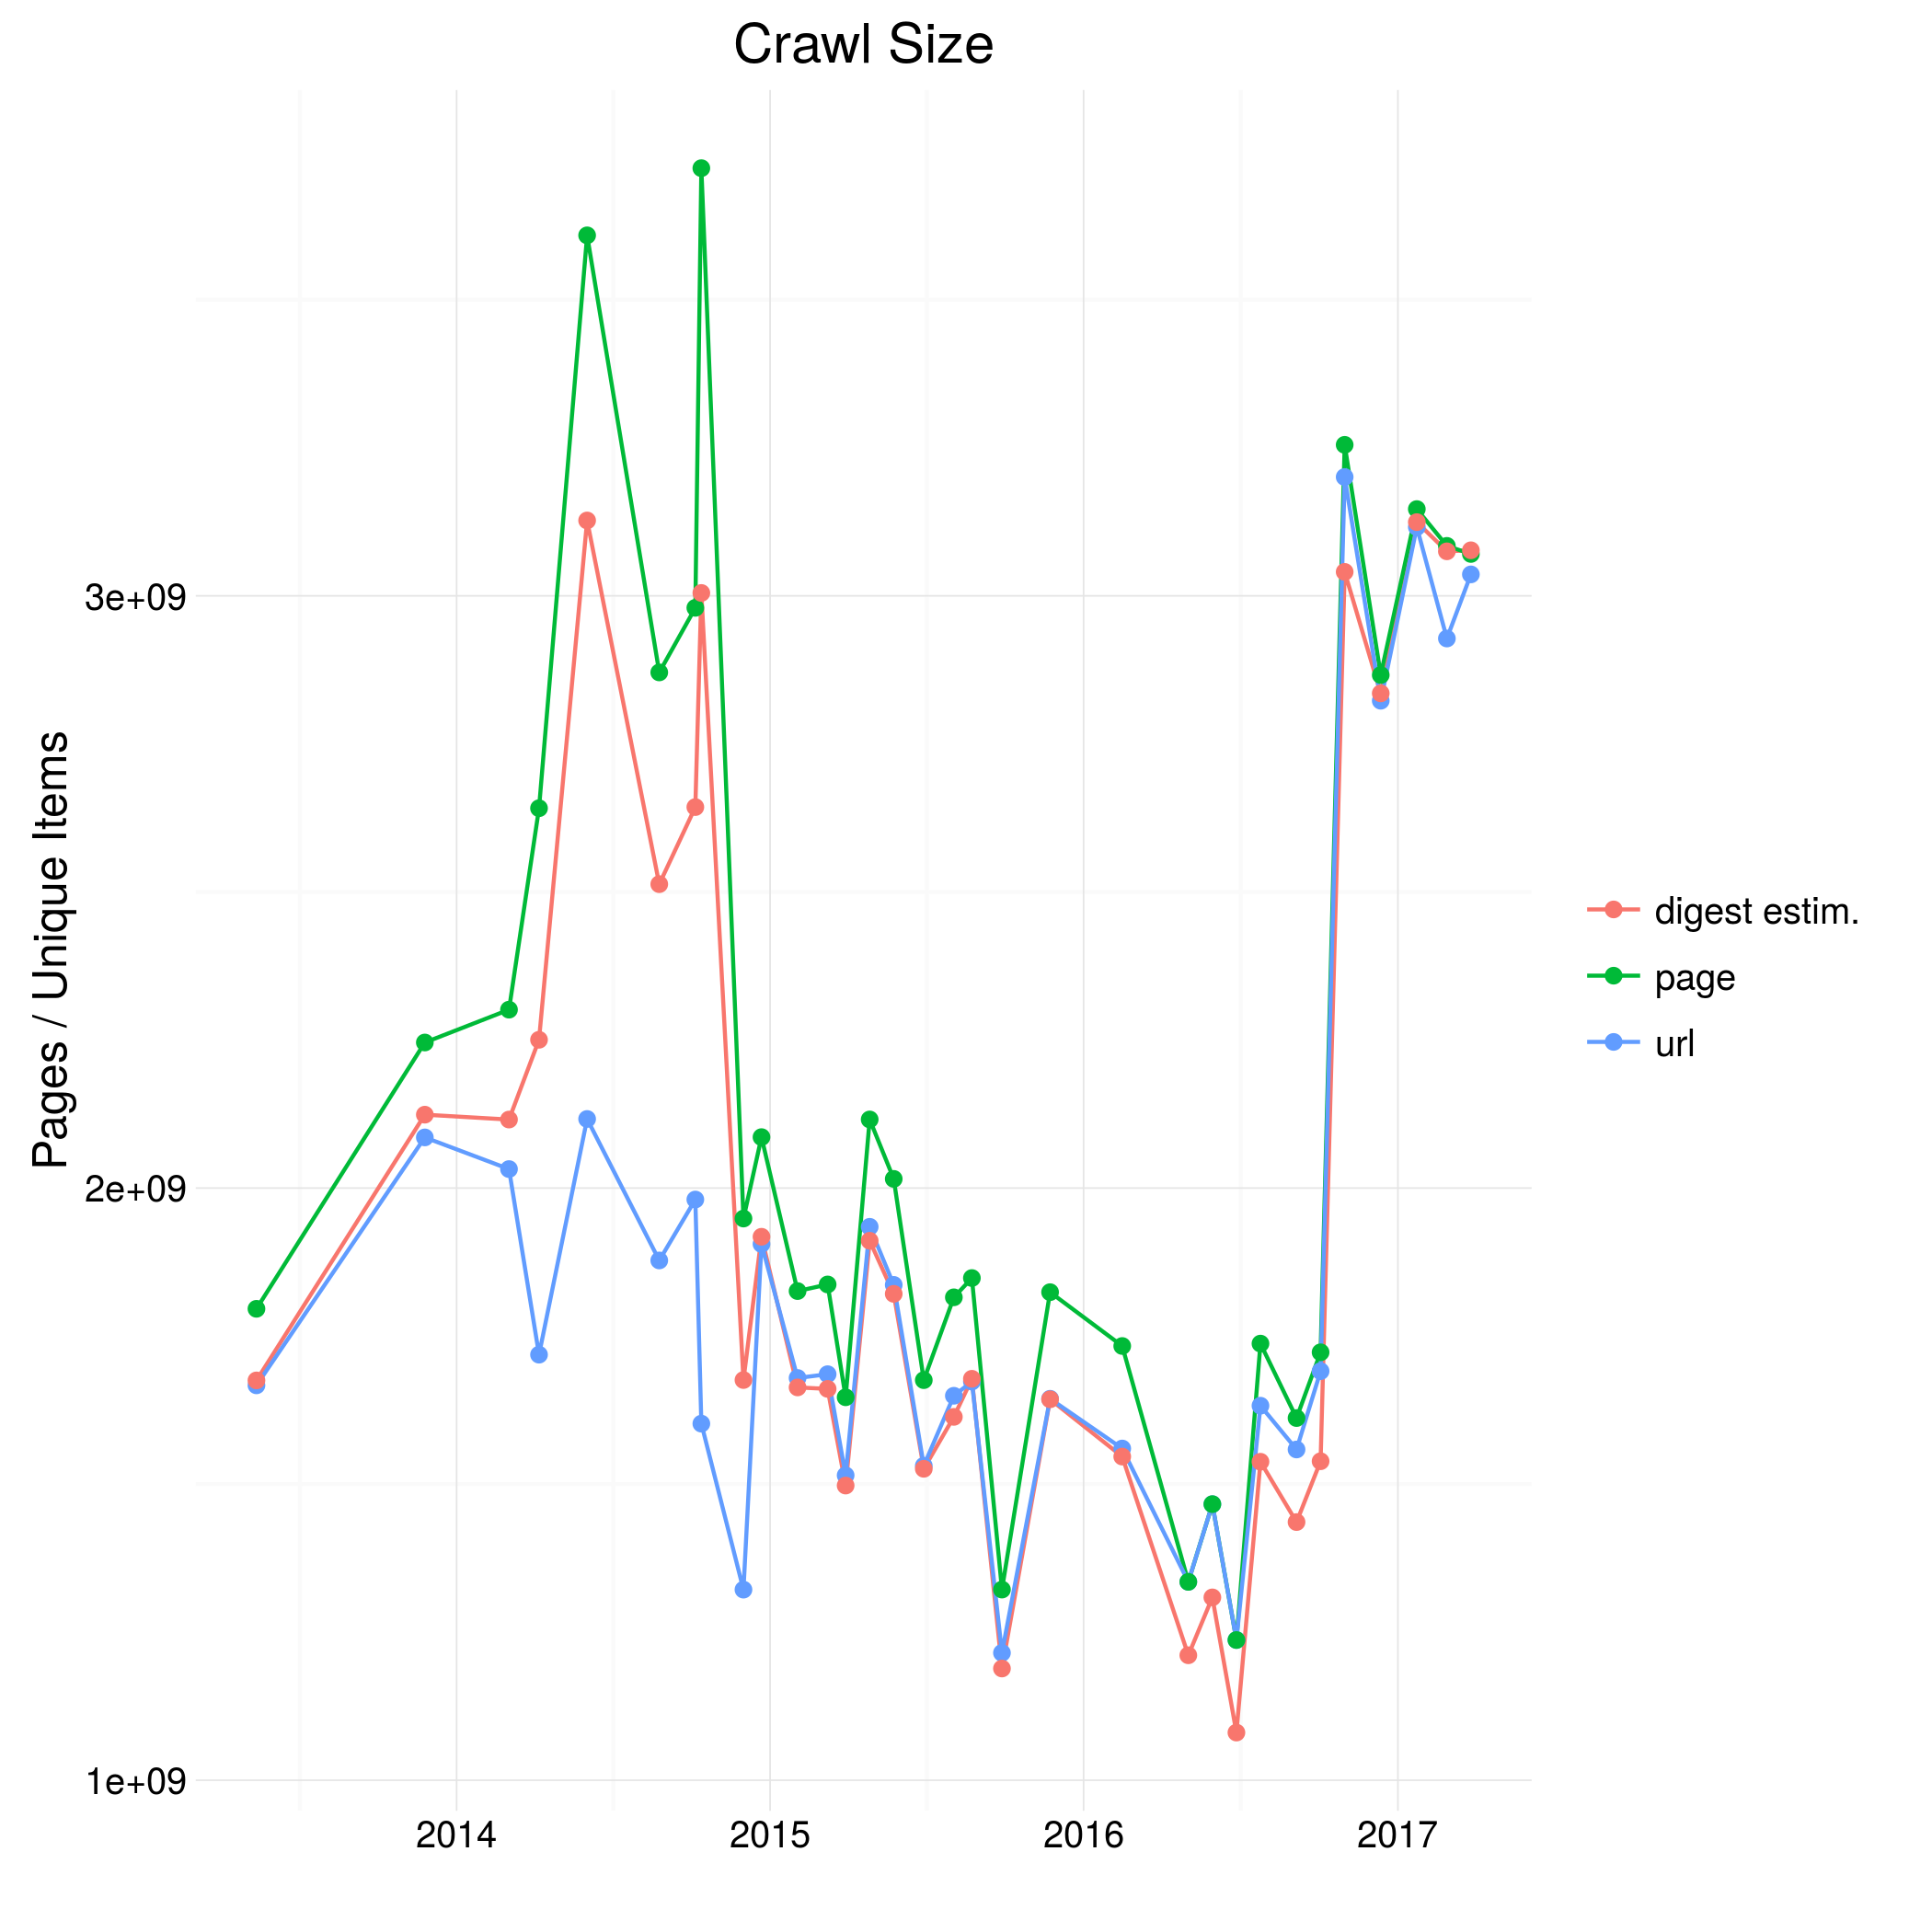 Crawl Size
Pages / Unique Items
3e+09
2e+09
1e+09
2014
2015
2016
2017
digest estim.
page
url